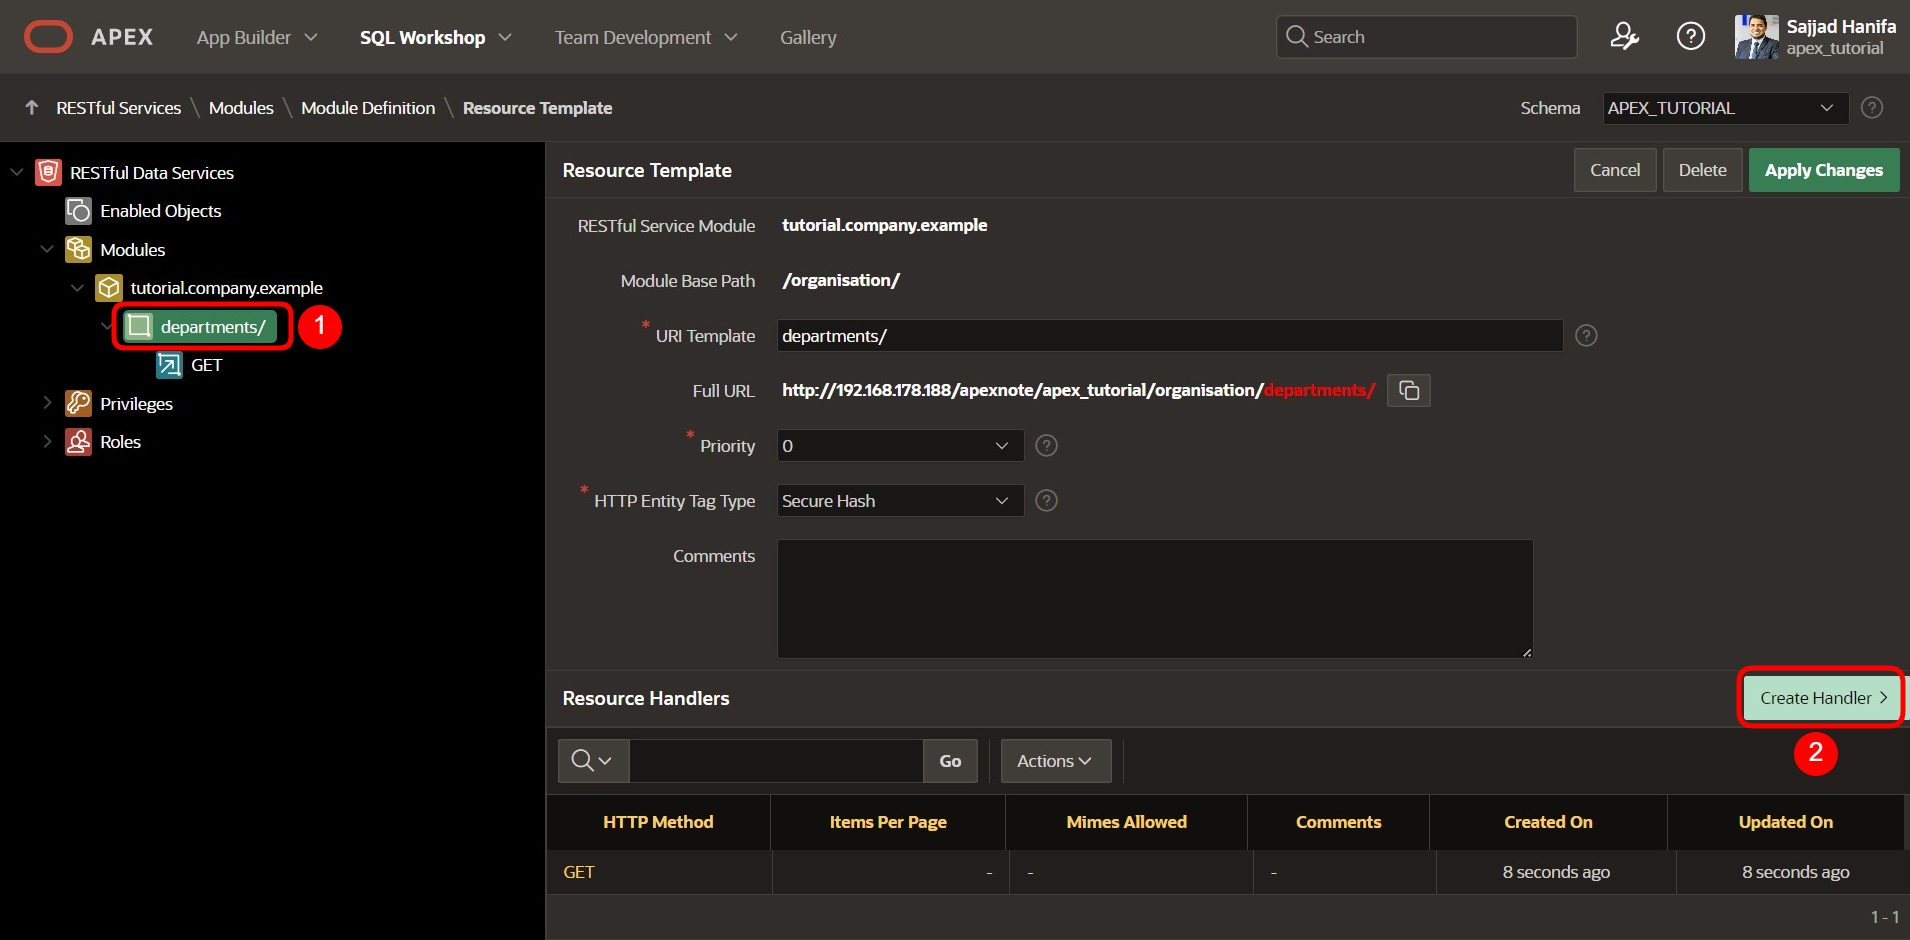 APEX App Builder SQL Workshop Team Development Gallery Search Sajjad Hanifa
apex_tutorial
RESTful Services \ Modules \ Module Definition \ Resource Template Schema APEX_TUTORIAL
RESTful Data Services
Enabled Objects
Modules
tutorial.company.example
departments/ 1
GET
Privileges
Roles
Resource Template Cancel Delete Apply Changes
RESTful Service Module tutorial.company.example
Module Base Path /organisation/
* URI Template departments/
Full URL http://192.168.178.188/apexnote/apex_tutorial/organisation/departments/
* Priority 0
* HTTP Entity Tag Type Secure Hash
Comments
Resource Handlers Create Handler >
2
Go Actions
HTTP Method Items Per Page Mimes Allowed Comments Created On Updated On
GET - - - 8 seconds ago 8 seconds ago
1 - 1